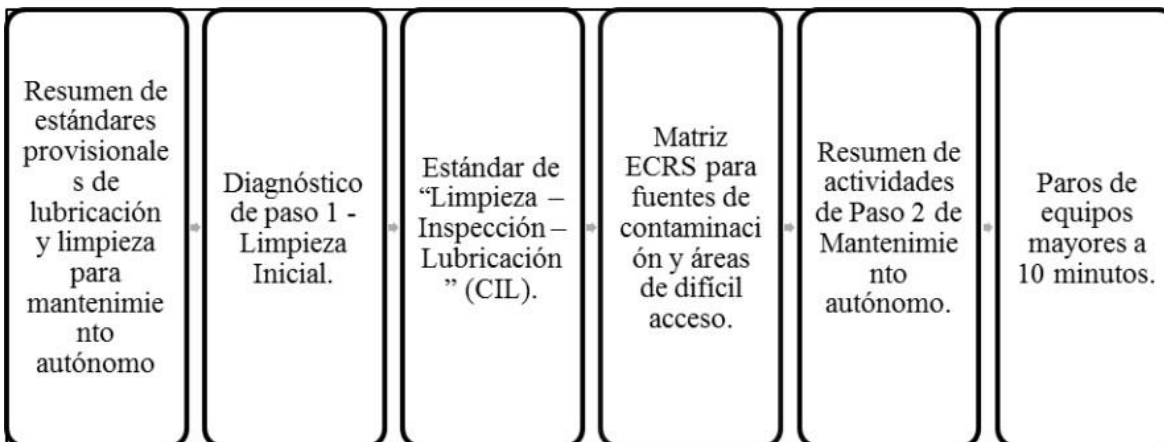 Resumen de
estándares
provisionale
s de
lubricación
y limpieza
para
mantenimie
nto
autónomo
Diagnóstico
de paso 1 -
Limpieza
Inicial.
Estándar de
“Limpieza –
Inspección –
Lubricación
” (CIL).
Matriz
ECRS para
fuentes de
contaminaci
ón y áreas
de difícil
acceso.
Resumen de
actividades
de Paso 2 de
Mantenimie
nto
autónomo.
Paros de
equipos
mayores a
10 minutos.